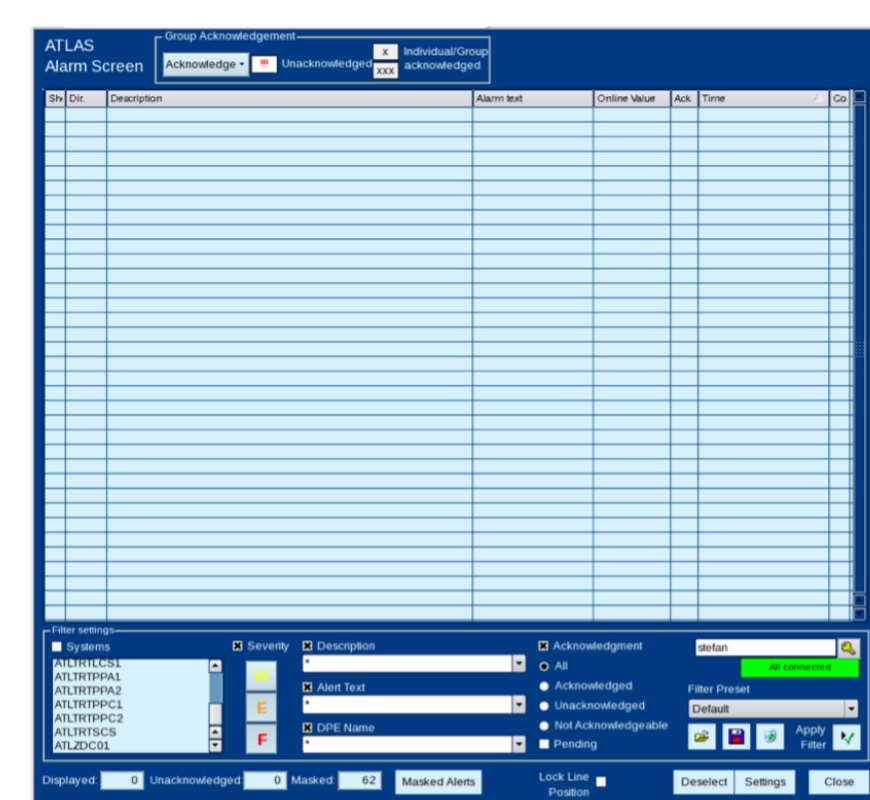 ATLAS
Alarm Screen
Group Acknowledgement
Acknowledge
!!!
Unacknowledged
x
xxx
Individual/Group
acknowledged
Dir.
Description
Alarm text
Online Value
Ack.
Time
Co
Filter settings
Systems
ATLTRTLCS1
ATLTRTPPA1
ATLTRTPPA2
ATLTRTPPC1
ATLTRTPPC2
ATLTRTSCS
ATLZDC01
Severity
W
E
F
Description
*
Alert Text
*
DPE Name
*
Acknowledgment
All
Acknowledged
Unacknowledged
Not Acknowledgeable
Pending
stefan
All connected
Filter Preset
Default
Apply
Filter
Displayed: 0 Unacknowledged: 0 Masked: 62 Masked Alerts
Lock Line
Position
Deselect Settings Close